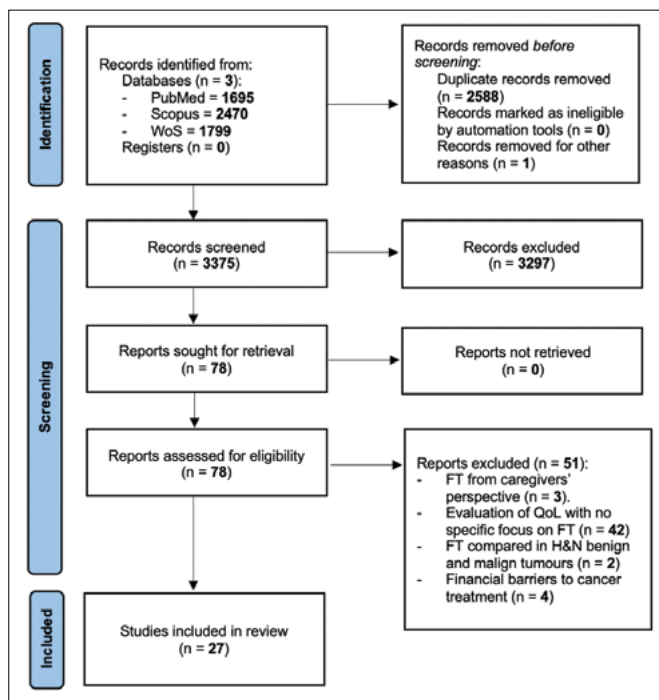 Identification
Records identified from:
Databases (n = 3):
- PubMed = 1695
- Scopus = 2470
- WoS = 1799
Registers (n = 0)
Records removed before
screening:
Duplicate records removed
(n = 2588)
Records marked as ineligible
by automation tools (n = 0)
Records removed for other
reasons (n = 1)
Screening
Records screened
(n = 3375)
Records excluded
(n = 3297)
Reports sought for retrieval
(n = 78)
Reports not retrieved
(n = 0)
Reports assessed for eligibility
(n = 78)
Reports excluded (n = 51):
- FT from caregivers'
perspective (n = 3).
- Evaluation of QoL with no
specific focus on FT (n = 42)
- FT compared in H&N benign
and malign tumours (n = 2)
- Financial barriers to cancer
treatment (n = 4)
Included
Studies included in review
(n = 27)